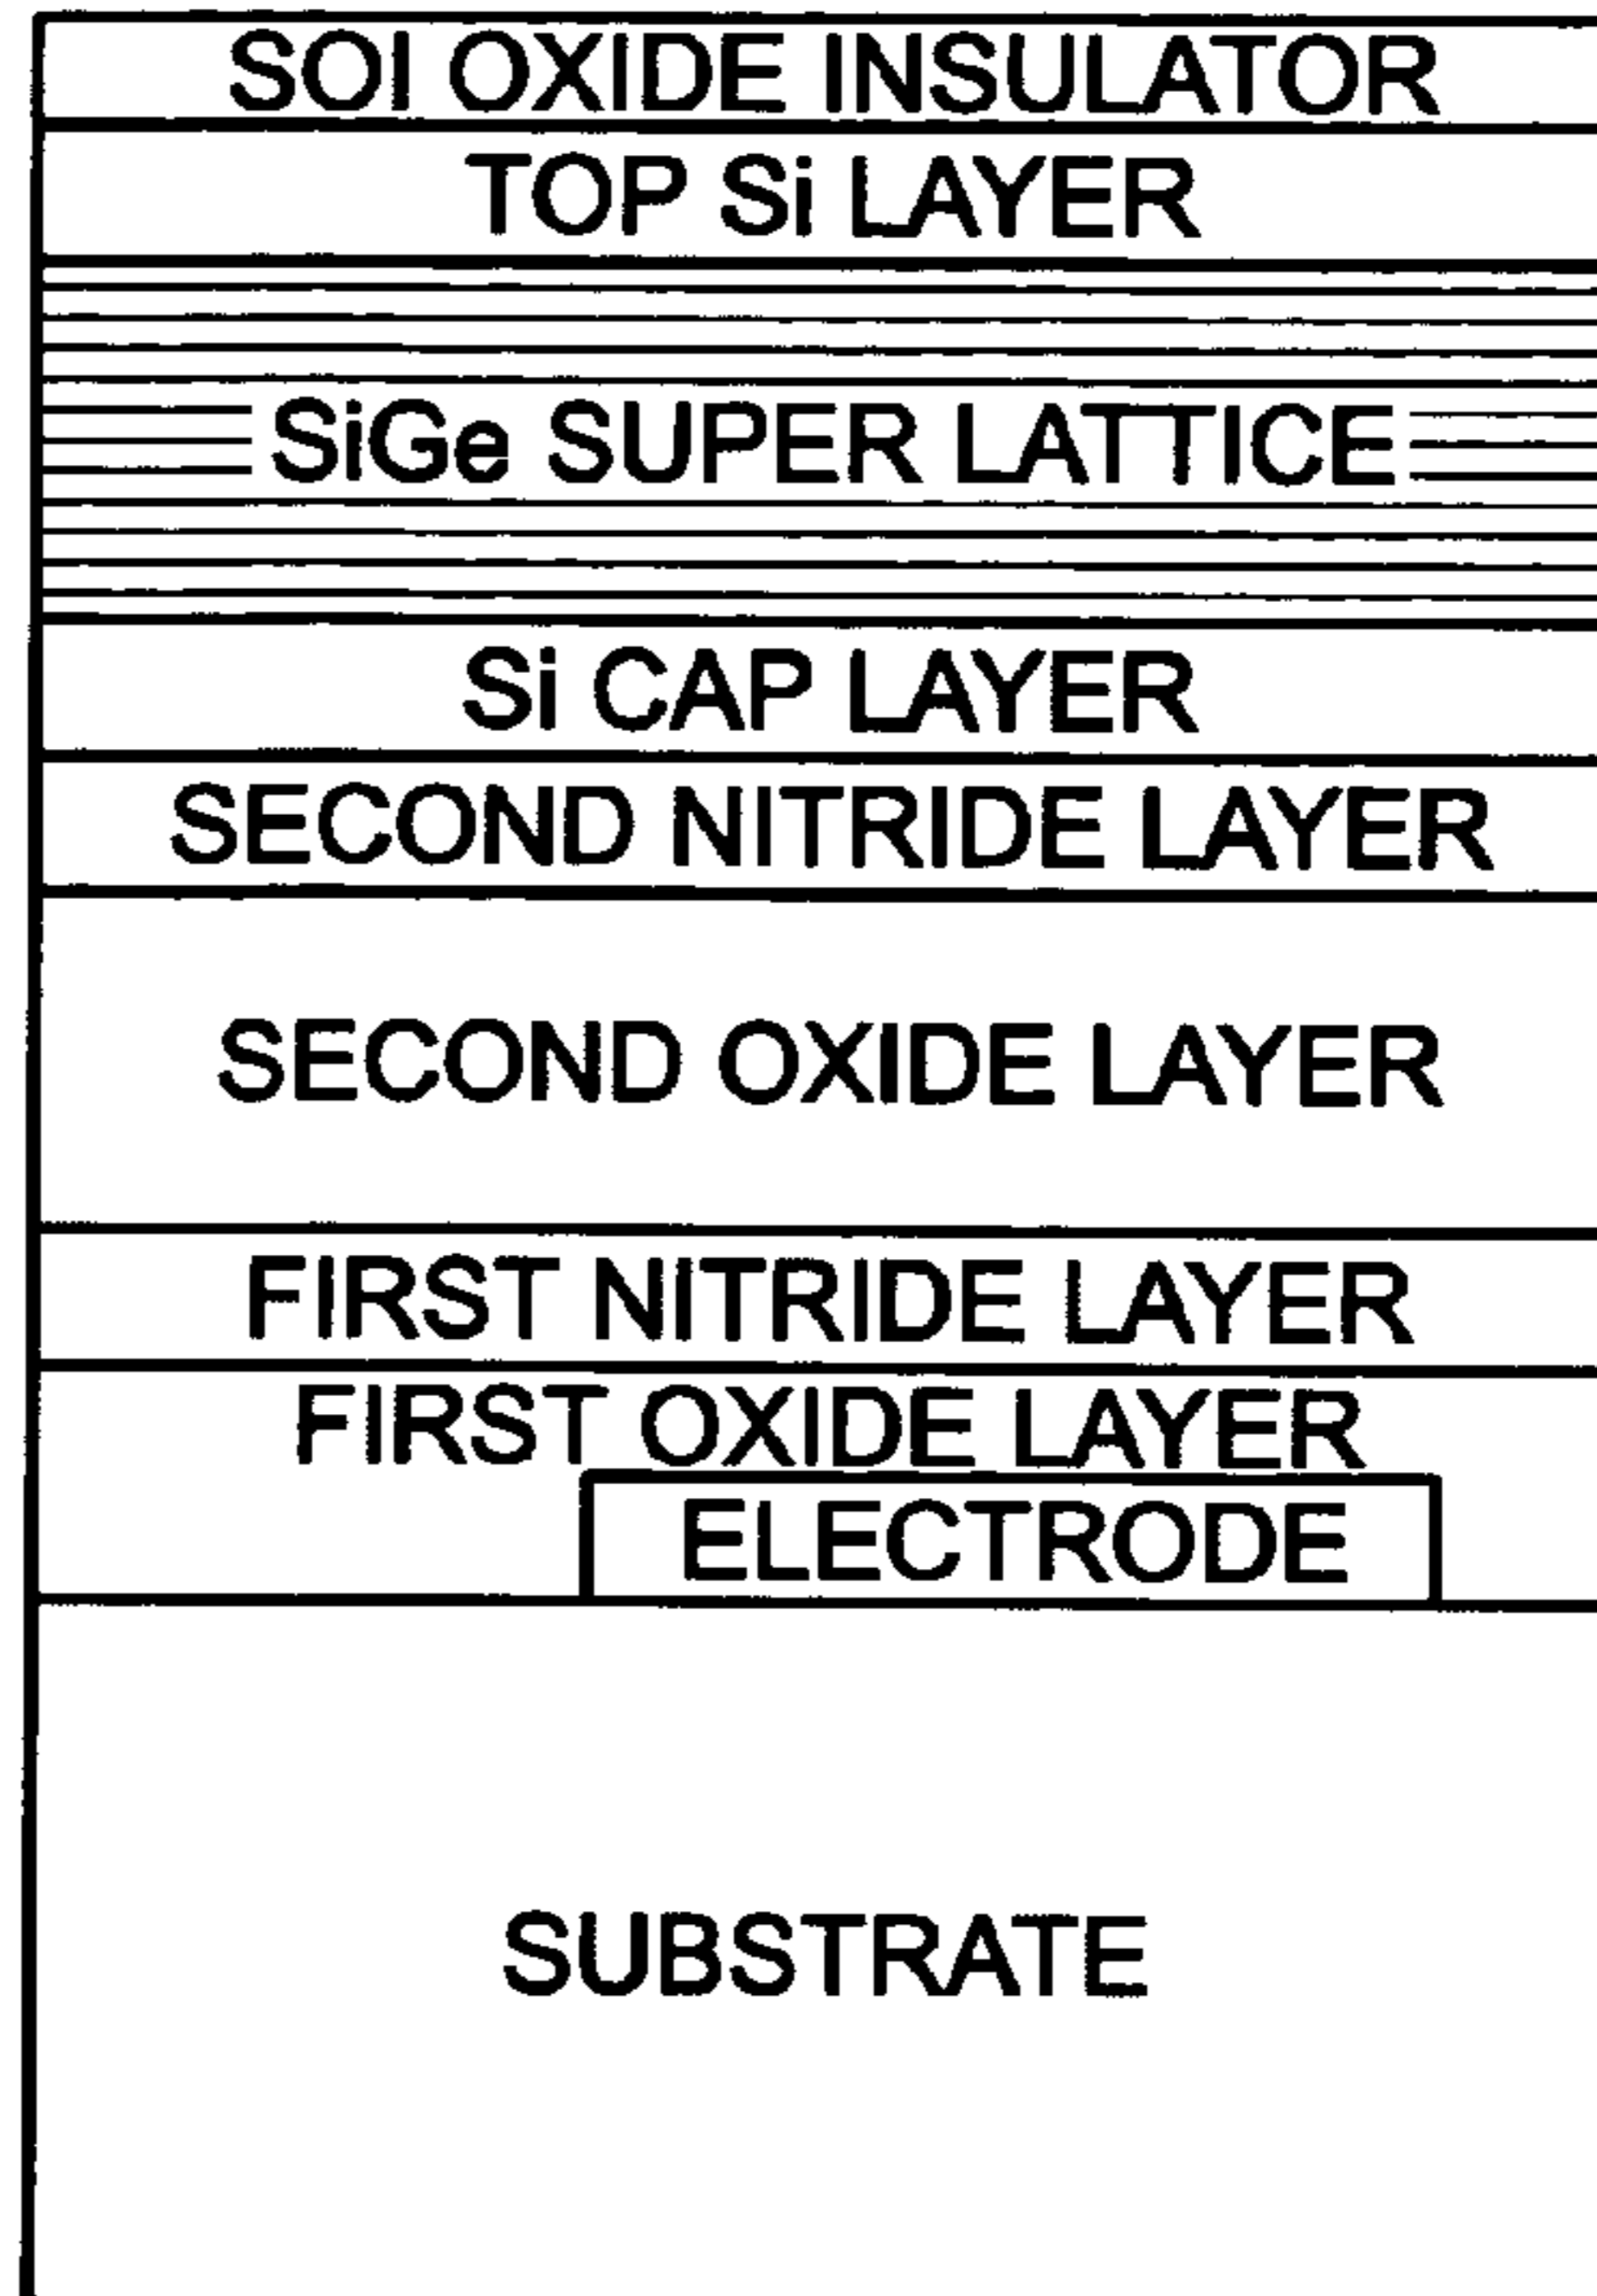 SOI OXIDE INSULATOR
TOP Si LAYER
SiGe SUPER LATTICE
Si CAP LAYER
SECOND NITRIDE LAYER
SECOND OXIDE LAYER
FIRST NITRIDE LAYER
FIRST OXIDE LAYER
ELECTRODE
SUBSTRATE